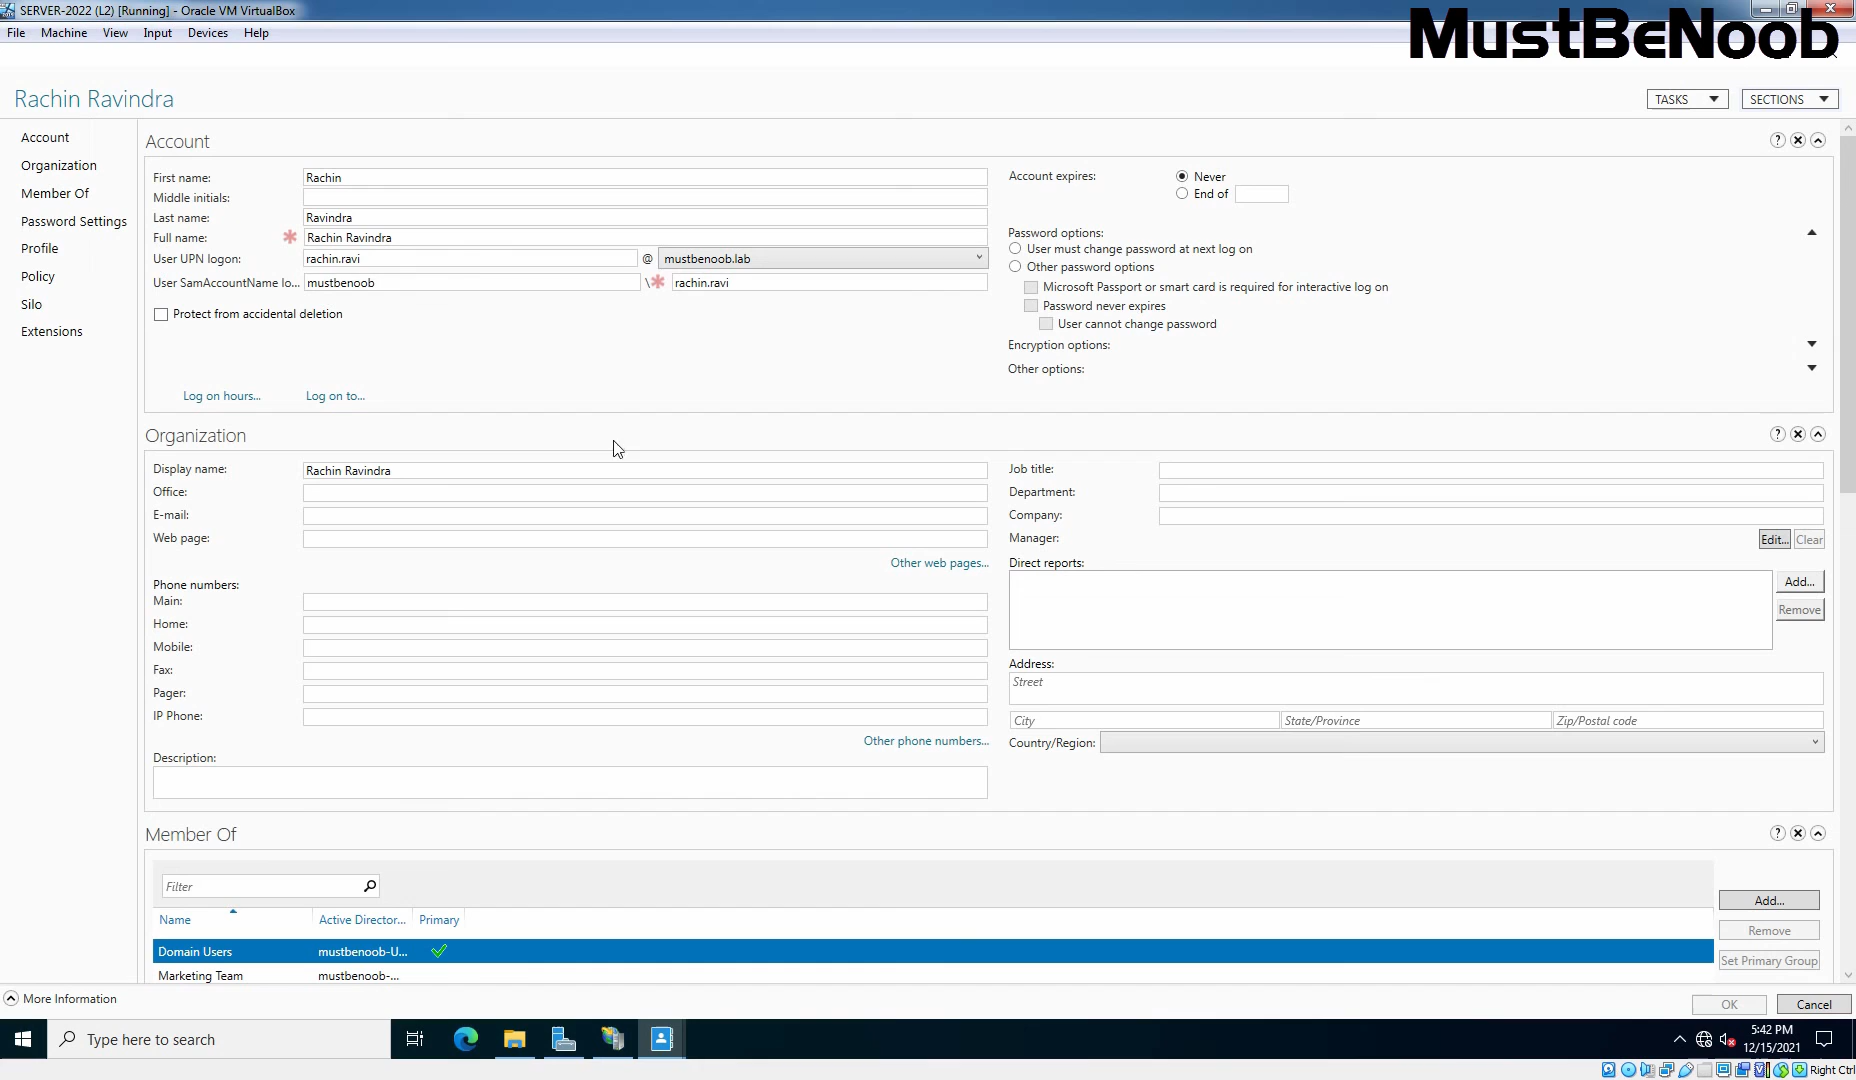 SERVER-2022 (L2) [Running] - Oracle VM VirtualBox
File Machine View Input Devices Help
MustBeNoob
Rachin Ravindra
TASKS
SECTIONS
Account
Organization
Member Of
Password Settings
Profile
Policy
Silo
Extensions
Account
First name: Rachin
Middle initials:
Last name: Ravindra
Full name: * Rachin Ravindra
User UPN logon: rachin.ravi @ mustbenoob.lab
User SamAccountName lo... mustbenoob \* rachin.ravi
Protect from accidental deletion
Log on hours... Log on to...
Account expires: Never
End of
Password options:
User must change password at next log on
Other password options
Microsoft Passport or smart card is required for interactive log on
Password never expires
User cannot change password
Encryption options:
Other options:
Organization
Display name: Rachin Ravindra
Office:
E-mail:
Web page:
Other web pages...
Phone numbers:
Main:
Home:
Mobile:
Fax:
Pager:
IP Phone:
Other phone numbers...
Description:
Job title:
Department:
Company:
Manager: Edit... Clear
Direct reports:
Add...
Remove
Address:
Street
City State/Province Zip/Postal code
Country/Region:
Member Of
Filter
Name Active Director... Primary
Domain Users mustbenoob-U...
Marketing Team mustbenoob-...
Add...
Remove
Set Primary Group
More Information
OK Cancel
Type here to search
5:42 PM
12/15/2021
Right Ctrl